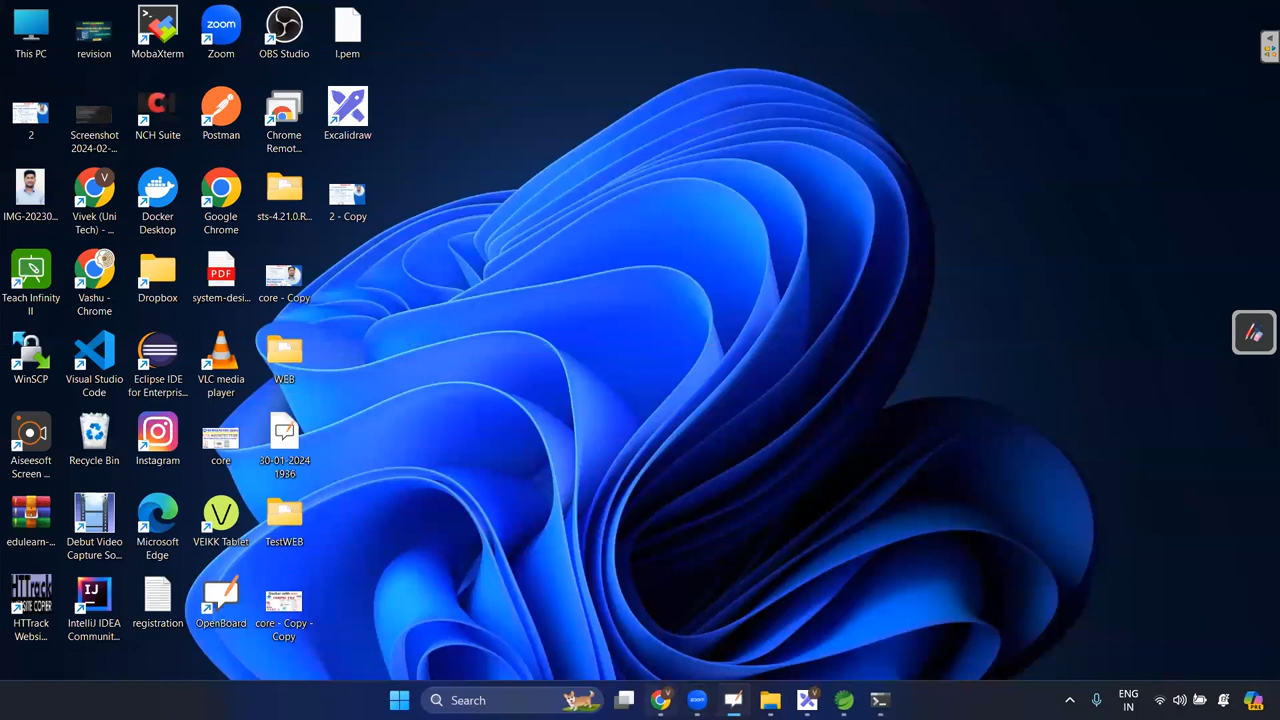 This PC
revision
MobaXterm
zoom
Zoom
OBS Studio
l.pem
2
Screenshot
2024-02-...
NCH Suite
Postman
Chrome
Remot...
Excalidraw
IMG-20230...
Vivek (Uni
Tech) - ...
Docker
Desktop
Google
Chrome
sts-4.21.0.R...
2 - Copy
Teach Infinity
II
Vashu -
Chrome
Dropbox
PDF
system-desi...
core - Copy
WinSCP
Visual Studio
Code
Eclipse IDE
for Enterpris...
VLC media
player
WEB
Aiseesoft
Screen ...
Recycle Bin
Instagram
core
30-01-2024
1936
edulearn-...
Debut Video
Capture So...
Microsoft
Edge
VEIKK Tablet
TestWEB
HTTrack
Websi...
IntelliJ IDEA
Communit...
registration
OpenBoard
core - Copy -
Copy
Search
ENG
IN